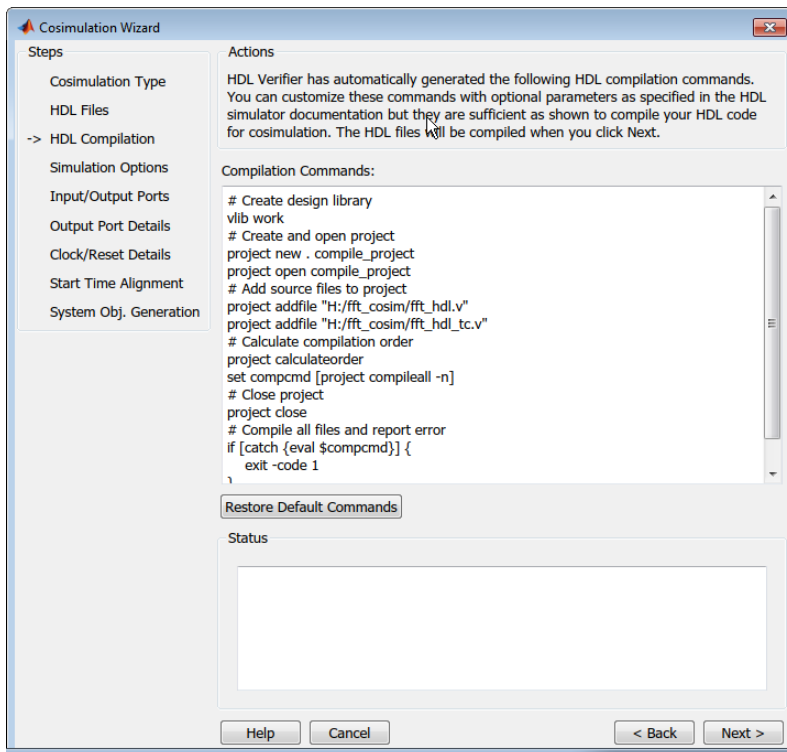 Cosimulation Wizard
Steps
Cosimulation Type
HDL Files
-> HDL Compilation
Simulation Options
Input/Output Ports
Output Port Details
Clock/Reset Details
Start Time Alignment
System Obj. Generation
Actions
HDL Verifier has automatically generated the following HDL compilation commands.
You can customize these commands with optional parameters as specified in the HDL
simulator documentation but they are sufficient as shown to compile your HDL code
for cosimulation. The HDL files will be compiled when you click Next.
Compilation Commands:
# Create design library
vlib work
# Create and open project
project new . compile_project
project open compile_project
# Add source files to project
project addfile "H:/fft_cosim/fft_hdl.v"
project addfile "H:/fft_cosim/fft_hdl_tc.v"
# Calculate compilation order
project calculateorder
set compcmd [project compileall -n]
# Close project
project close
# Compile all files and report error
if [catch {eval $compcmd}] {
exit -code 1
}
Restore Default Commands
Status
Help
Cancel
< Back
Next >